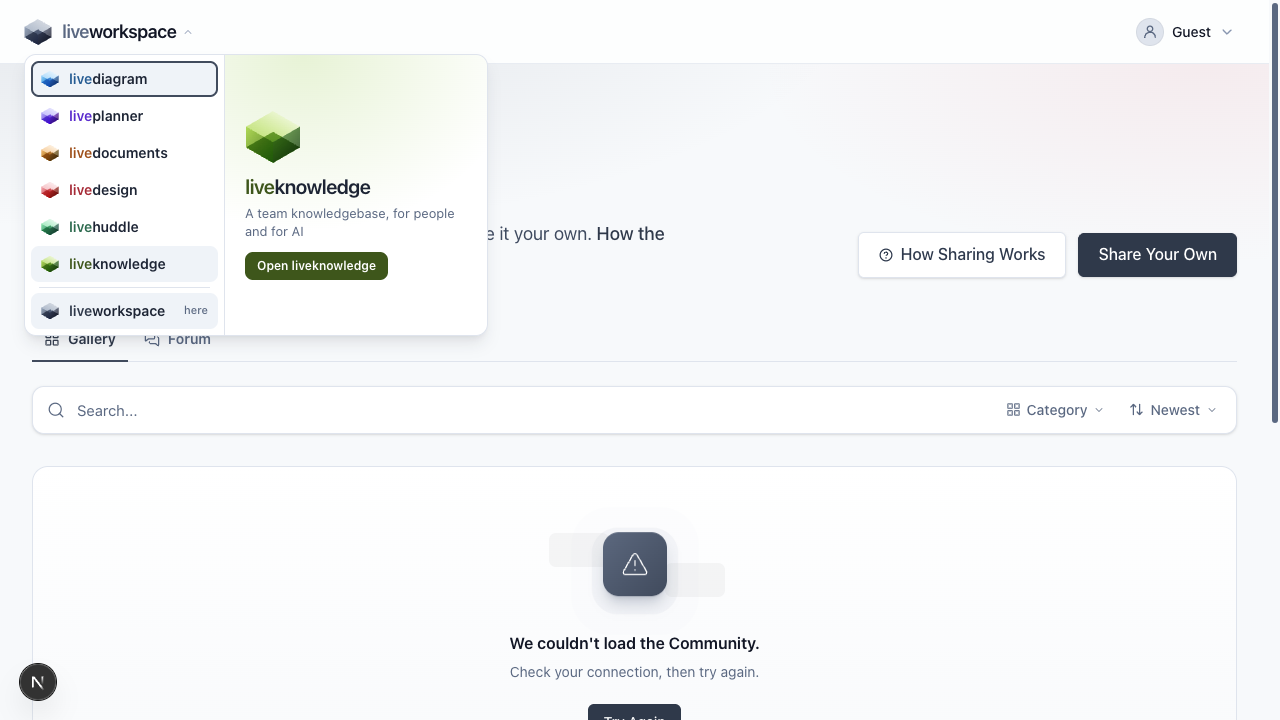 liveworkspace
Guest
livediagram
liveplanner
livedocuments
livedesign
livehuddle
liveknowledge
liveworkspace here
liveknowledge
A team knowledgebase, for people
and for AI
Open liveknowledge
e it your own. How the
How Sharing Works
Share Your Own
Gallery
Forum
Search...
Category
Newest
We couldn't load the Community.
Check your connection, then try again.
Try Again
N